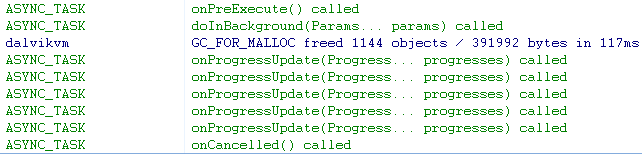 ASYNC_TASK onPreExecute() called
ASYNC_TASK doInBackground(Params... params) called
dalvikvm GC_FOR_MALLOC freed 1144 objects / 391992 bytes in 117ms
ASYNC_TASK onProgressUpdate(Progress... progresses) called
ASYNC_TASK onProgressUpdate(Progress... progresses) called
ASYNC_TASK onProgressUpdate(Progress... progresses) called
ASYNC_TASK onProgressUpdate(Progress... progresses) called
ASYNC_TASK onProgressUpdate(Progress... progresses) called
ASYNC_TASK onCancelled() called